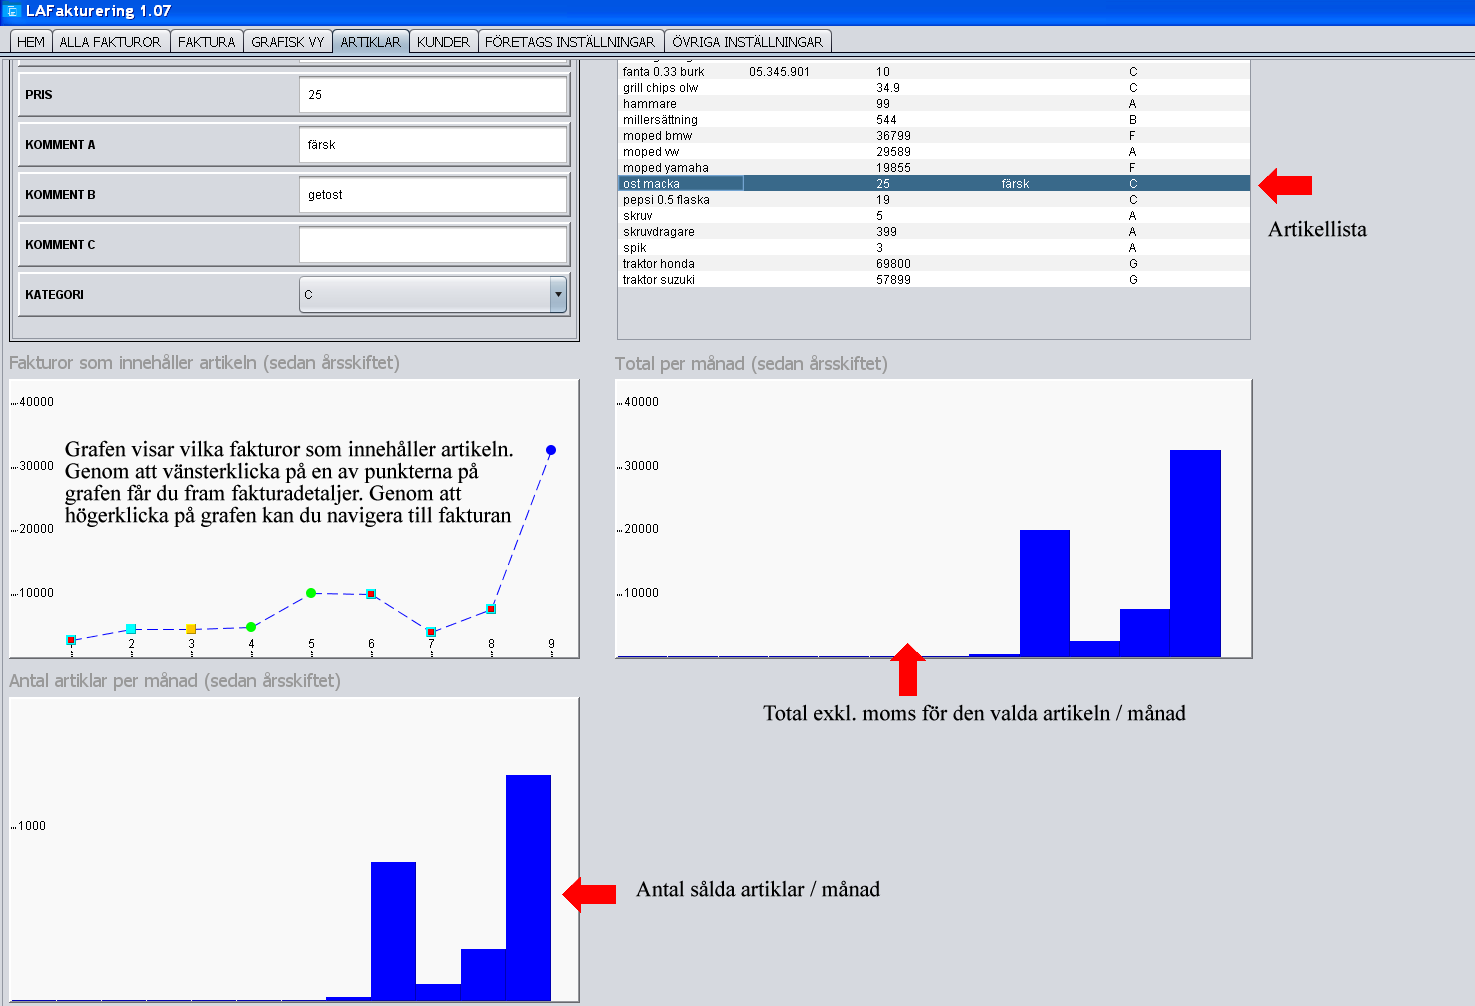 LAFakturering 1.07
HEM ALLA FAKTUROR FAKTURA GRAFISK VY ARTIKLAR KUNDER FÖRETAGS INSTÄLLNINGAR ÖVRIGA INSTÄLLNINGAR
PRIS 25
KOMMENT A färsk
KOMMENT B getost
KOMMENT C
KATEGORI C
fanta 0.33 burk 05.345.901 10 C
grill chips olw 34.9 C
hammare 99 A
millersättning 544 B
moped bmw 36799 F
moped vw 29589 A
moped yamaha 19855 F
ost macka 25 färsk C
pepsi 0.5 flaska 19 C
skruv 5 A
skruvdragare 399 A
spik 3 A
traktor honda 69800 G
traktor suzuki 57899 G
Artikellista
Fakturor som innehåller artikeln (sedan årsskiftet)
40000
30000
20000
10000
Grafen visar vilka fakturor som innehåller artikeln.
Genom att vänsterklicka på en av punkterna på
grafen får du fram fakturadetaljer. Genom att
högerklicka på grafen kan du navigera till fakturan
1 2 3 4 5 6 7 8 9
Total per månad (sedan årsskiftet)
40000
30000
20000
10000
Total exkl. moms för den valda artikeln / månad
Antal artiklar per månad (sedan årsskiftet)
1000
Antal sålda artiklar / månad